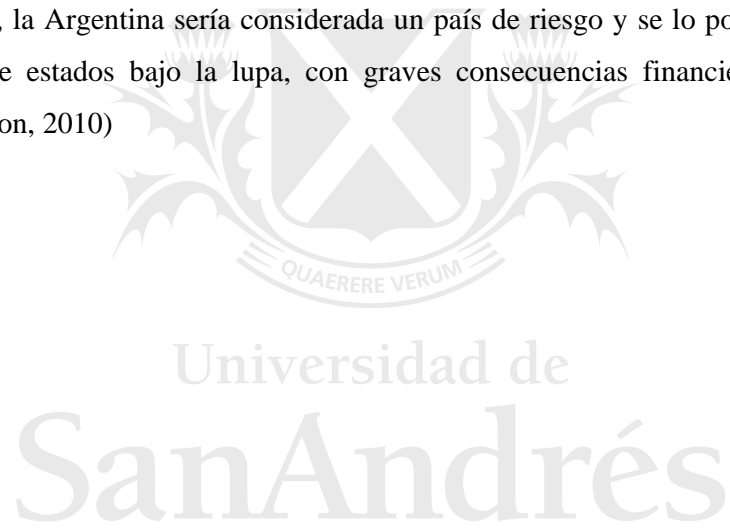 , la Argentina sería considerada un país de riesgo y se lo po
e estados bajo la lupa, con graves consecuencias financie
on, 2010)
QUAERERE VERUM
Universidad de
SanAndrés